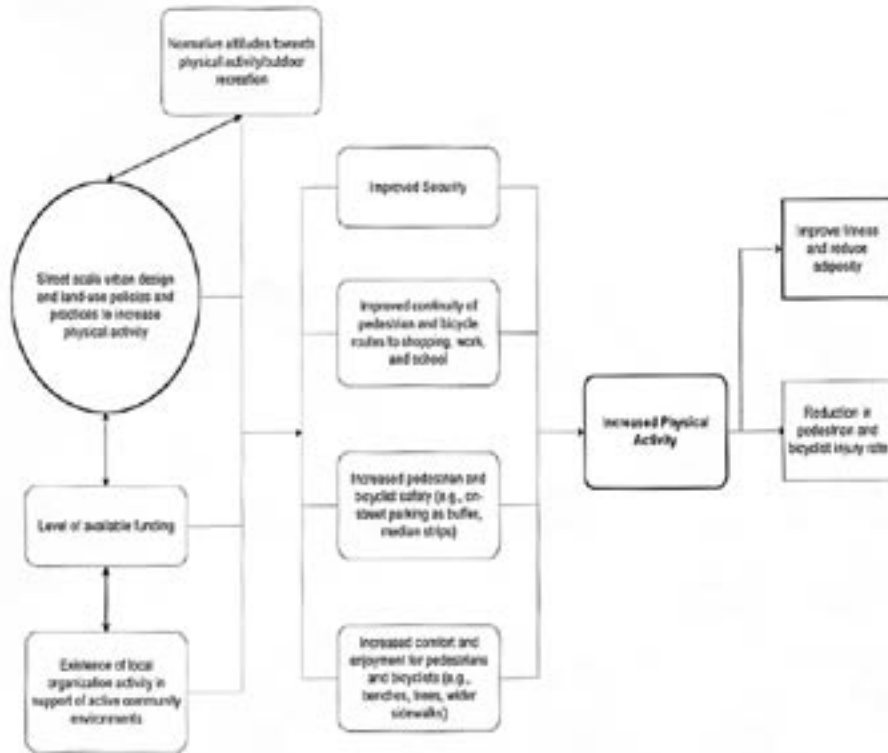 Normative attitudes towards
physical activity/outdoor
recreation
Street scale urban design
and land-use policies and
practices to increase
physical activity
Level of available funding
Existence of local
organization activity in
support of active community
environments
Improved Security
Improved continuity of
pedestrian and bicycle
routes to shopping, work,
and school
Increased pedestrian and
bicyclist safety (e.g., on-
street parking as buffer,
median strips)
Increased comfort and
enjoyment for pedestrians
and bicyclists (e.g.,
benches, trees, wider
sidewalks)
Increased Physical
Activity
Improve fitness
and reduce
adiposity
Reduction in
pedestrian and
bicyclist injury rates